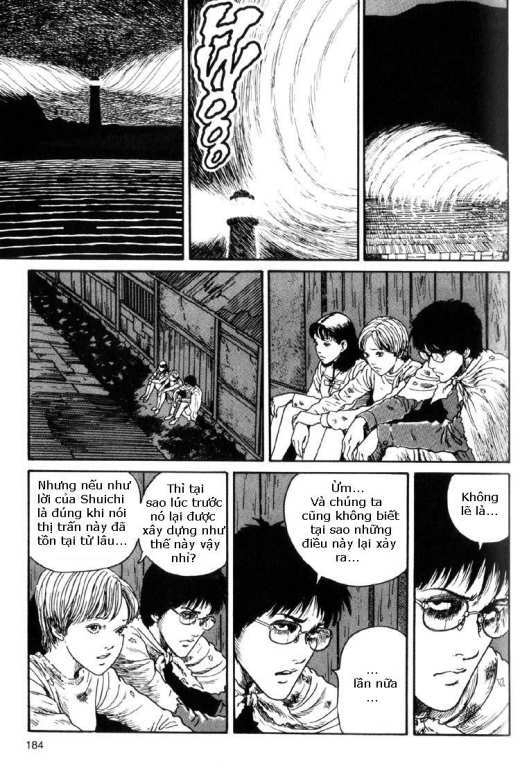 HWOOO
Nhưng nếu như
lời của Shuichi
là đúng khi nói
thị trấn này đã
tồn tại từ lâu...
Thì tại
sao lúc trước
nó lại được
xây dựng như
thế này vậy
nhỉ?
Ừm...
Và chúng ta
cũng không biết
tại sao những
điều này lại xảy
ra...
...
lần nữa
...
Không
lẽ là...
184